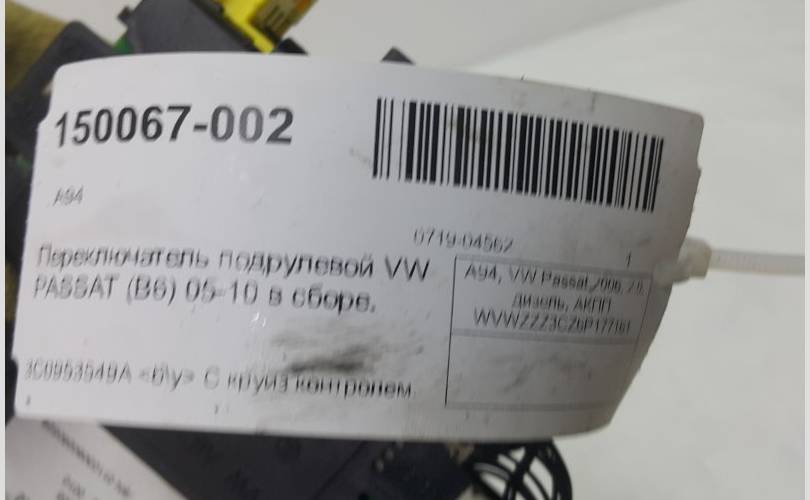 150067-002
A94
0719-04562
1
Переключатель подрулевой VW
PASSAT (B6) 05-10 в сборе.
A94, VW Passat, 2.0,
дизель, АКПП
WVWZZZ3CZ6P177161
3C0953549A <б\у> С круиз контролем